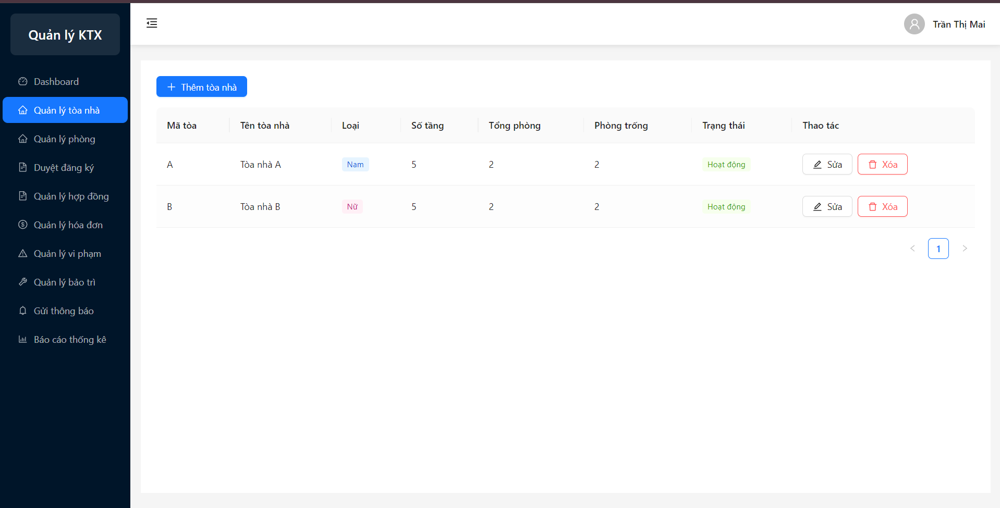 Quản lý KTX
Trần Thị Mai
Dashboard
Quản lý tòa nhà
Quản lý phòng
Duyệt đăng ký
Quản lý hợp đồng
Quản lý hóa đơn
Quản lý vi phạm
Quản lý bảo trì
Gửi thông báo
Báo cáo thống kê
Thêm tòa nhà
Mã tòa Tên tòa nhà Loại Số tầng Tổng phòng Phòng trống Trạng thái Thao tác
A Tòa nhà A Nam 5 2 2 Hoạt động Sửa Xóa
B Tòa nhà B Nữ 5 2 2 Hoạt động Sửa Xóa
1